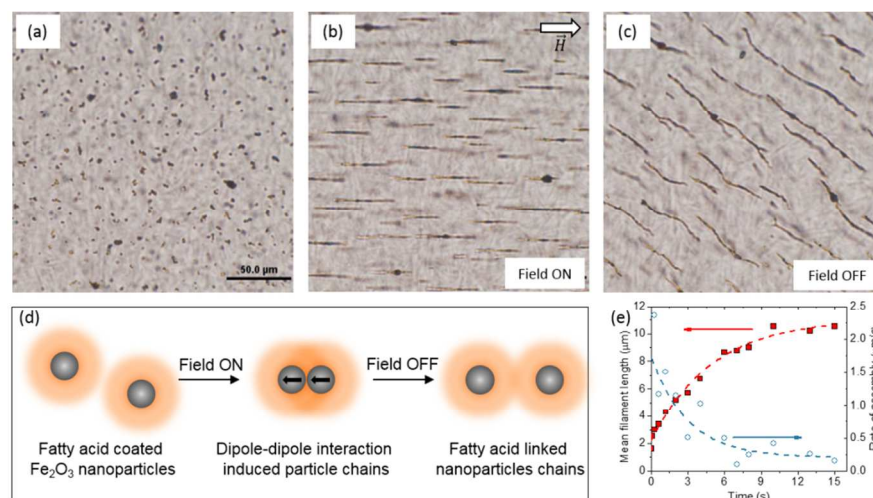 (a)
(b)
H
(c)
50.0 µm
Field ON
Field OFF
(d)
Field ON
Field OFF
Fatty acid coated
Fe₂O₃ nanoparticles
Dipole-dipole interaction
induced particle chains
Fatty acid linked
nanoparticles chains
(e)
Mean filament length (µm)
12
10
8
6
4
2
0
2.5
2.0
1.5
1.0
0.5
0.0
0
3
6
9
12
15
Time (s)